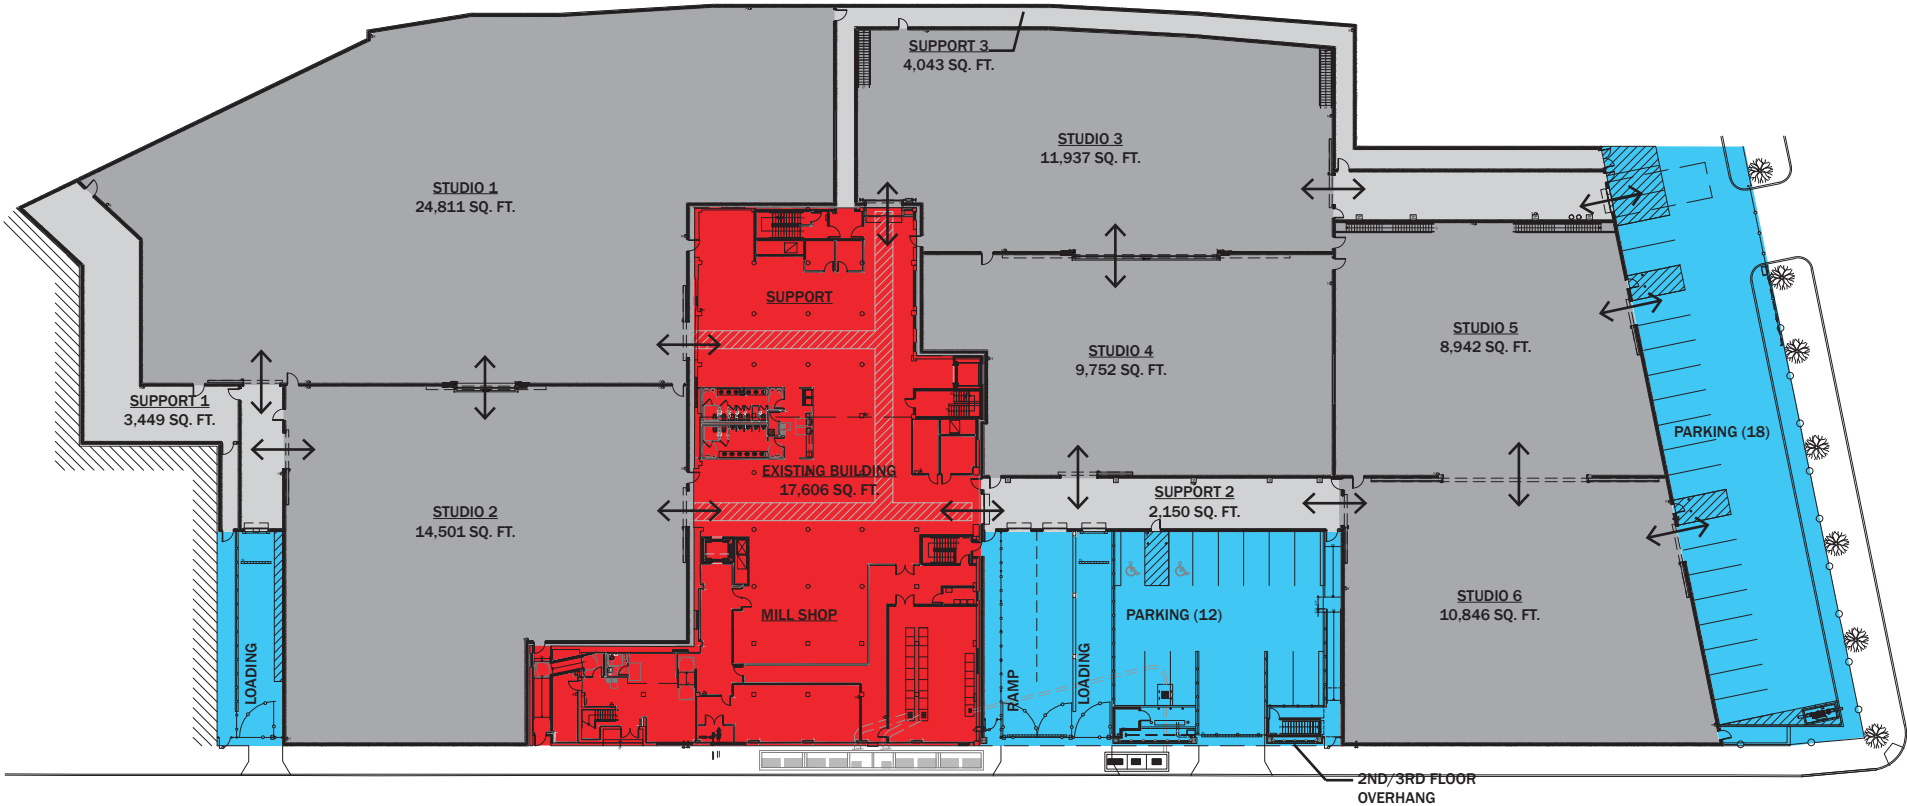 SUPPORT 3
4,043 SQ. FT.
STUDIO 3
11,937 SQ. FT.
STUDIO 1
24,811 SQ. FT.
SUPPORT
STUDIO 5
8,942 SQ. FT.
STUDIO 4
9,752 SQ. FT.
SUPPORT 1
3,449 SQ. FT.
PARKING (18)
EXISTING BUILDING
17,606 SQ. FT.
SUPPORT 2
2,150 SQ. FT.
STUDIO 2
14,501 SQ. FT.
STUDIO 6
10,846 SQ. FT.
MILL SHOP
PARKING (12)
LOADING
RAMP
LOADING
2ND/3RD FLOOR
OVERHANG